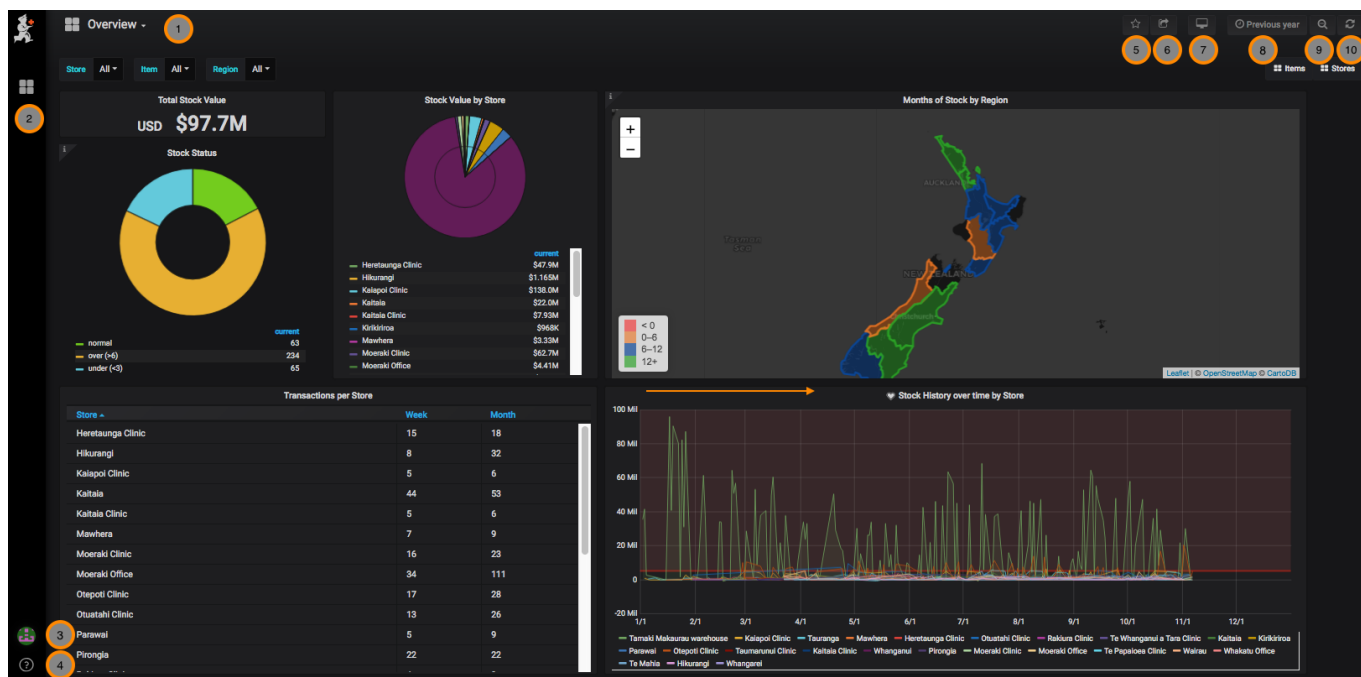 Overview
1
5
6
7
Previous year
8
9
10
Store All Item All Region All
Items Stores
2
Total Stock Value
USD $97.7M
Stock Status
current
normal 63
over (>6) 234
under (<3) 65
Stock Value by Store
current
Heretaunga Clinic $47.9M
Hikurangi $1.165M
Kaiapoi Clinic $138.0M
Kaitaia $22.0M
Kaitaia Clinic $7.93M
Kirikiriroa $968K
Mawhera $3.33M
Moeraki Clinic $62.7M
Moeraki Office $4.41M
Months of Stock by Region
+
−
AUCKLAND
TASMAN
SEA
NEW ZEALAND
< 0
0–6
6–12
12+
Leaflet | © OpenStreetMap © CartoDB
Transactions per Store
Store Week Month
Heretaunga Clinic 15 18
Hikurangi 8 32
Kaiapoi Clinic 5 6
Kaitaia 44 53
Kaitaia Clinic 5 6
Mawhera 7 9
Moeraki Clinic 16 23
Moeraki Office 34 111
Otepoti Clinic 17 28
Otuatahi Clinic 13 26
Parawai 5 9
Pirongia 22 22
3
4
?
Stock History over time by Store
100 Mil
80 Mil
60 Mil
40 Mil
20 Mil
0
-20 Mil
1/1 2/1 3/1 4/1 5/1 6/1 7/1 8/1 9/1 10/1 11/1 12/1
Tamaki Makaurau warehouse Kaiapoi Clinic Tauranga Mawhera Heretaunga Clinic Otuatahi Clinic Rakiura Clinic Te Whanganui a Tara Clinic Kaitaia Kirikiriroa
Parawai Otepoti Clinic Taumarunui Clinic Kaitaia Clinic Whanganui Pirongia Moeraki Clinic Moeraki Office Te Papaioea Clinic Wairau Whakatu Office
Te Mahia Hikurangi Whangarei